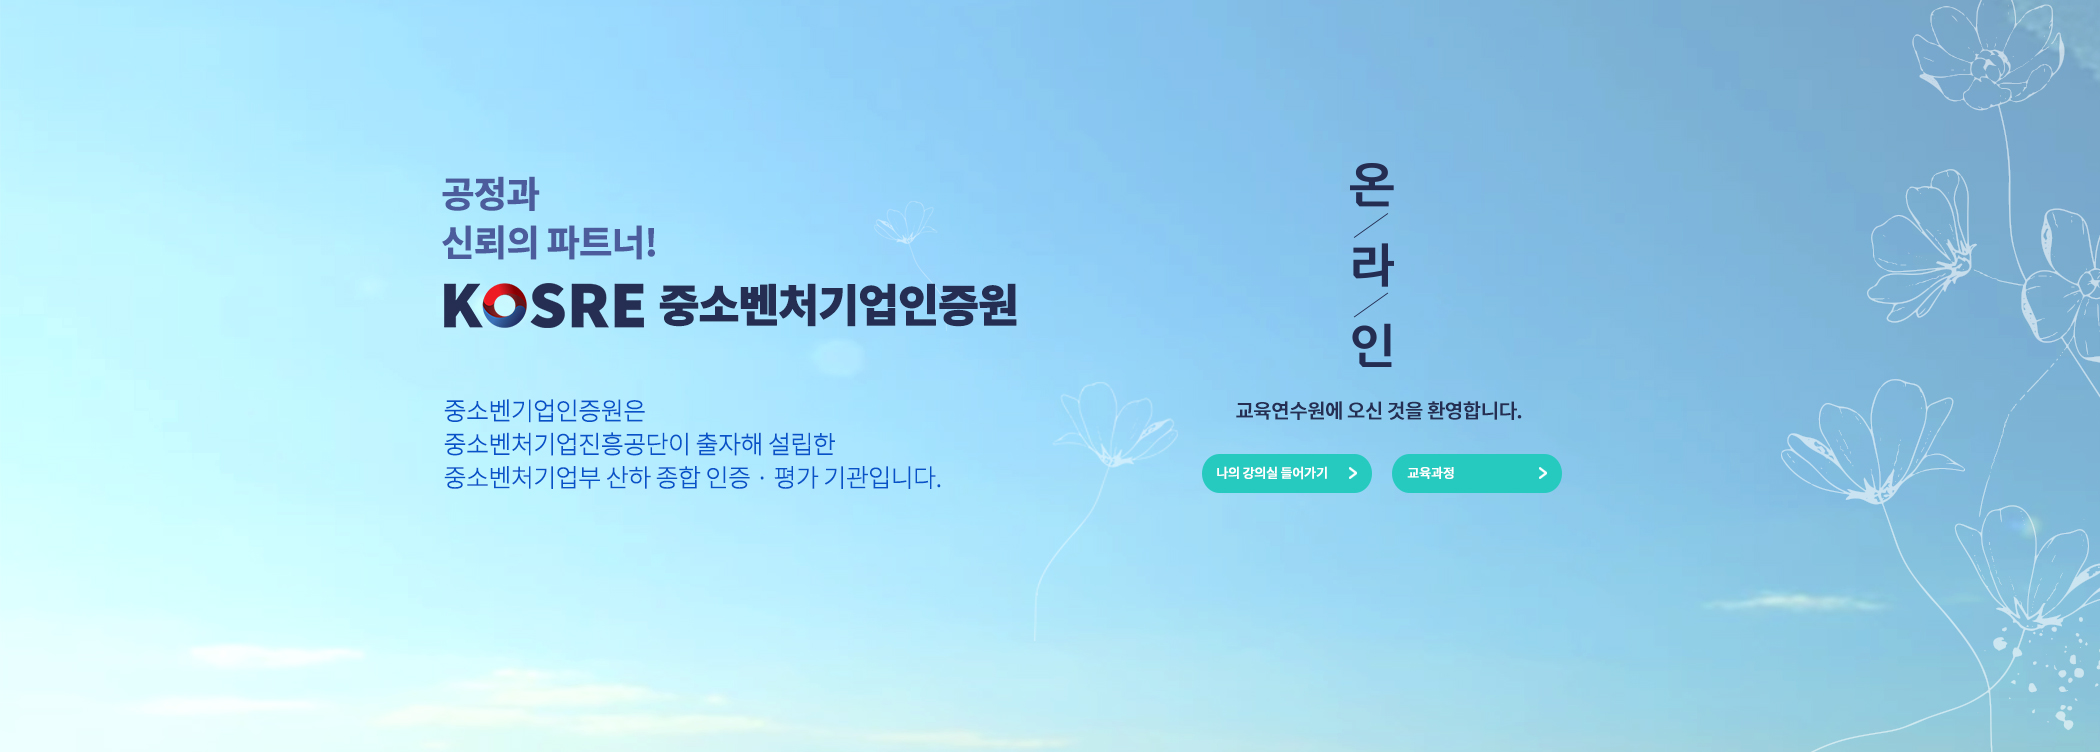 공정과
신뢰의 파트너!
KOSRE 중소벤처기업인증원
중소벤기업인증원은
중소벤처기업진흥공단이 출자해 설립한
중소벤처기업부 산하 종합 인증 · 평가 기관입니다.
온
라
인
교육연수원에 오신 것을 환영합니다.
나의 강의실 들어가기 >
교육과정 >